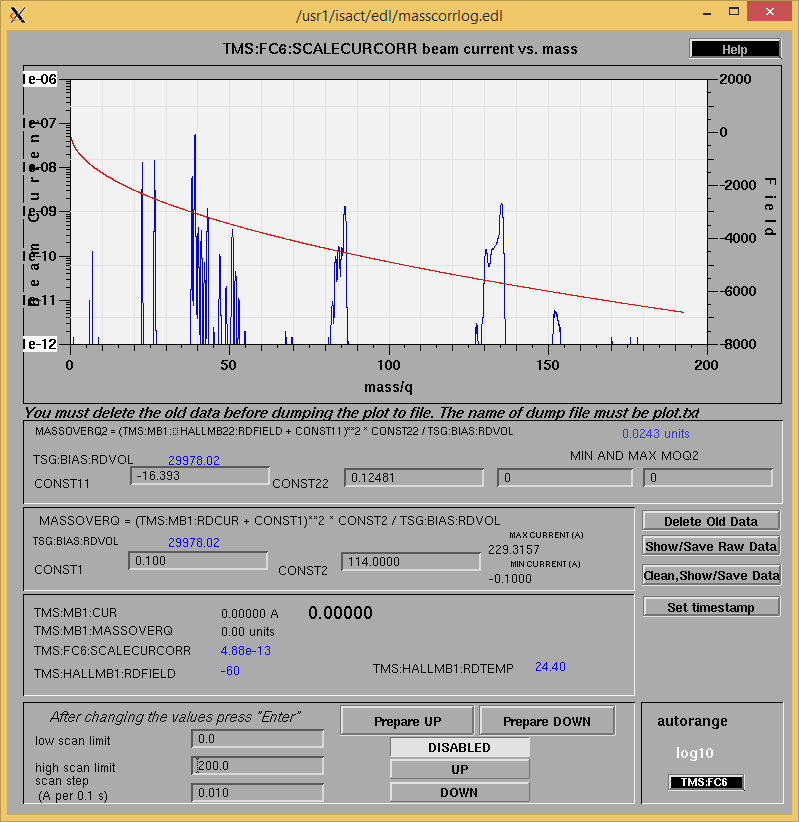 /usr1/isact/edl/masscorrlog.edl
TMS:FC6:SCALECURCORR beam current vs. mass
Help
1e-06
1e-07
1e-08
1e-09
1e-10
1e-11
1e-12
Beam Current
2000
0
-2000
-4000
-6000
-8000
Field
0 50 100 150 200
mass/q
You must delete the old data before dumping the plot to file. The name of dump file must be plot.txt
0.0243 units
TSG:BIAS:RDVOL 29978.02
MIN AND MAX MOQ2
CONST11 -16.393 CONST22 0.12481 0 0
MASSOVERQ = (TMS:MB1:RDCUR + CONST1)**2 * CONST2 / TSG:BIAS:RDVOL
TSG:BIAS:RDVOL 29978.02
MAX CURRENT (A)
229.3157
CONST1 0.100 CONST2 114.0000
MIN CURRENT (A)
-0.1000
Delete Old Data
Show/Save Raw Data
Clean,Show/Save Data
Set timestamp
TMS:MB1:CUR 0.00000 A 0.00000
TMS:MB1:MASSOVERQ 0.00 units
TMS:FC6:SCALECURCORR 4.88e-13
TMS:HALLMB1:RDFIELD -60
TMS:HALLMB1:RDTEMP 24.40
After changing the values press "Enter"
low scan limit 0.0
high scan limit 200.0
scan step
(A per 0.1 s) 0.010
Prepare UP Prepare DOWN
DISABLED
UP
DOWN
autorange
log10
TMS:FC6